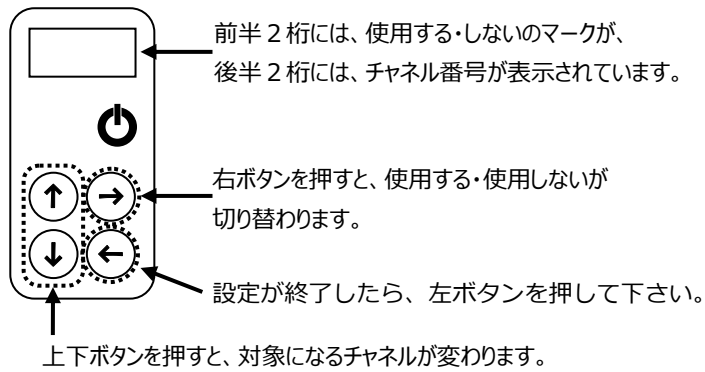 前半２桁には、使用する・しないのマークが、
後半２桁には、チャネル番号が表示されています。
右ボタンを押すと、使用する・使用しないが
切り替わります。
設定が終了したら、左ボタンを押して下さい。
上下ボタンを押すと、対象になるチャネルが変わります。